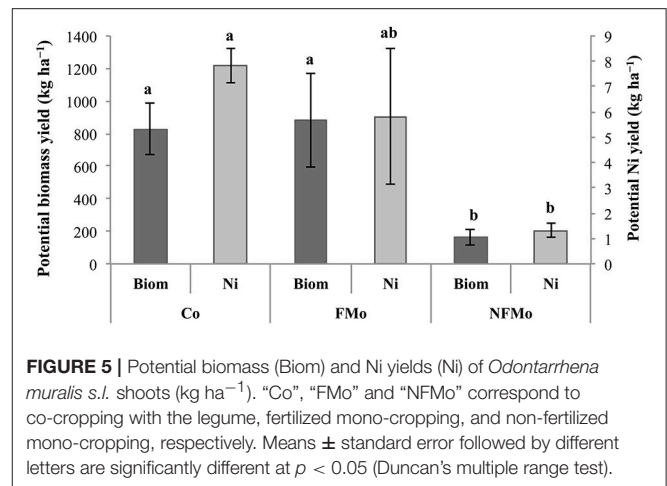 Potential biomass yield (kg ha⁻¹)
1400
1200
1000
800
600
400
200
0
a
a
a
ab
b
b
9
8
7
6
5
4
3
2
1
0
Potential Ni yield (kg ha⁻¹)
Biom Ni Biom Ni Biom Ni
Co FMo NFMo
FIGURE 5 | Potential biomass (Biom) and Ni yields (Ni) of Odontarrhena
muralis s.l. shoots (kg ha⁻¹). “Co”, “FMo” and “NFMo” correspond to
co-cropping with the legume, fertilized mono-cropping, and non-fertilized
mono-cropping, respectively. Means ± standard error followed by different
letters are significantly different at p < 0.05 (Duncan’s multiple range test).